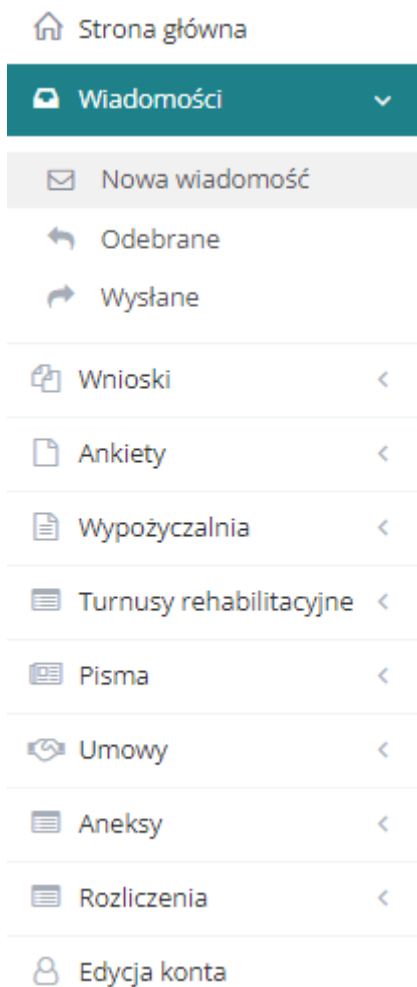 Strona główna
Wiadomości
Nowa wiadomość
Odebrane
Wysłane
Wnioski
Ankiety
Wypożyczalnia
Turnusy rehabilitacyjne
Pisma
Umowy
Aneksy
Rozliczenia
Edycja konta